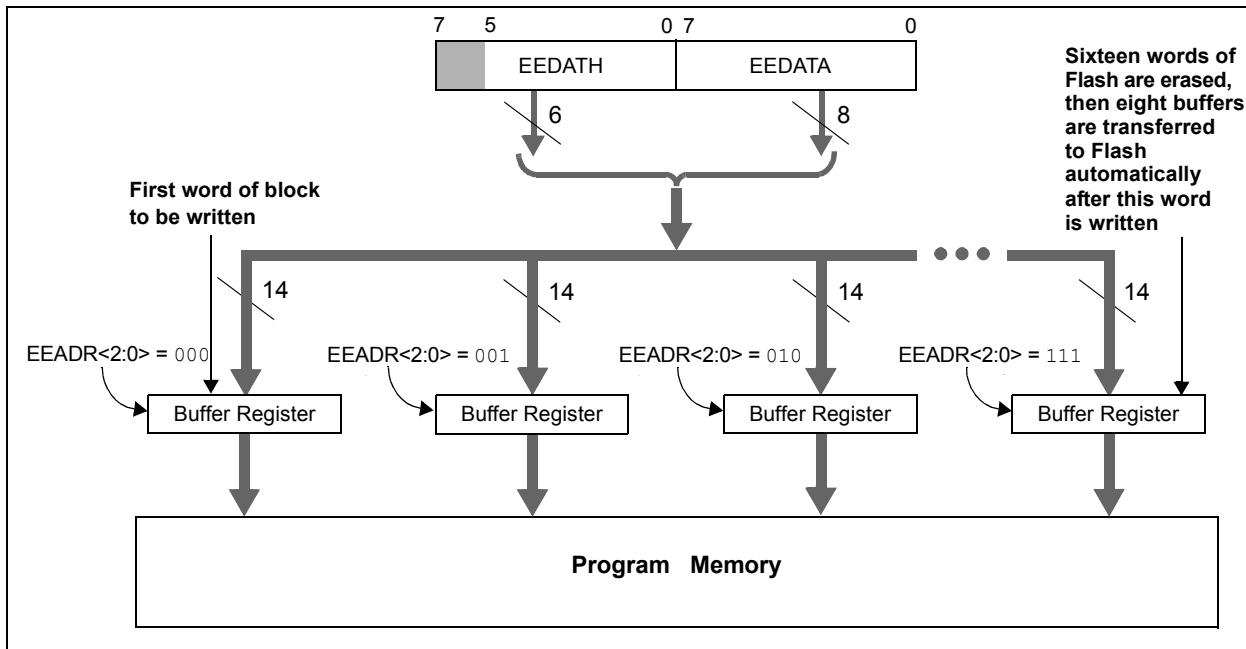 7 5 0 7 0
EEDATH EEDATA
6 8
Sixteen words of
Flash are erased,
then eight buffers
are transferred
to Flash
automatically
after this word
is written
First word of block
to be written
14 14 14 14
EEADR<2:0> = 000
EEADR<2:0> = 001
EEADR<2:0> = 010
EEADR<2:0> = 111
Buffer Register Buffer Register Buffer Register Buffer Register
Program Memory